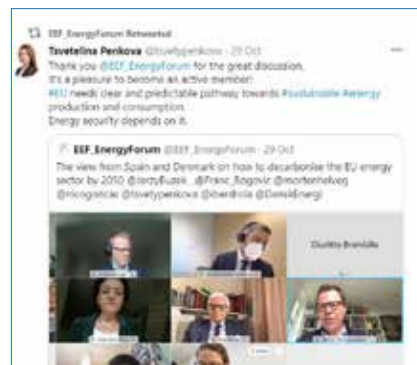 EEF_EnergyForum Retweeted
Tsvetelina Penkova @tsvetypenkova · 29 Oct
Thank you @EEF_EnergyForum for the great discussion.
It's a pleasure to become an active member!
#EU needs clear and predictable pathway towards #sustainable #energy
production and consumption.
Energy security depends on it.
EEF_EnergyForum @EEF_EnergyForum · 29 Oct
The view from Spain and Denmark on how to decarbonise the EU energy
sector by 2050 @JerzyBuzek @Franc_Bogovic @mortenhelveg
@nicogoncas @tsvetypenkova @iberdrola @DanskEnergi